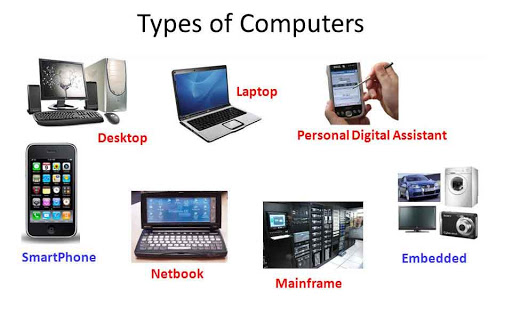 Types of Computers
Laptop
Desktop
Personal Digital Assistant
SmartPhone
Netbook
Mainframe
Embedded